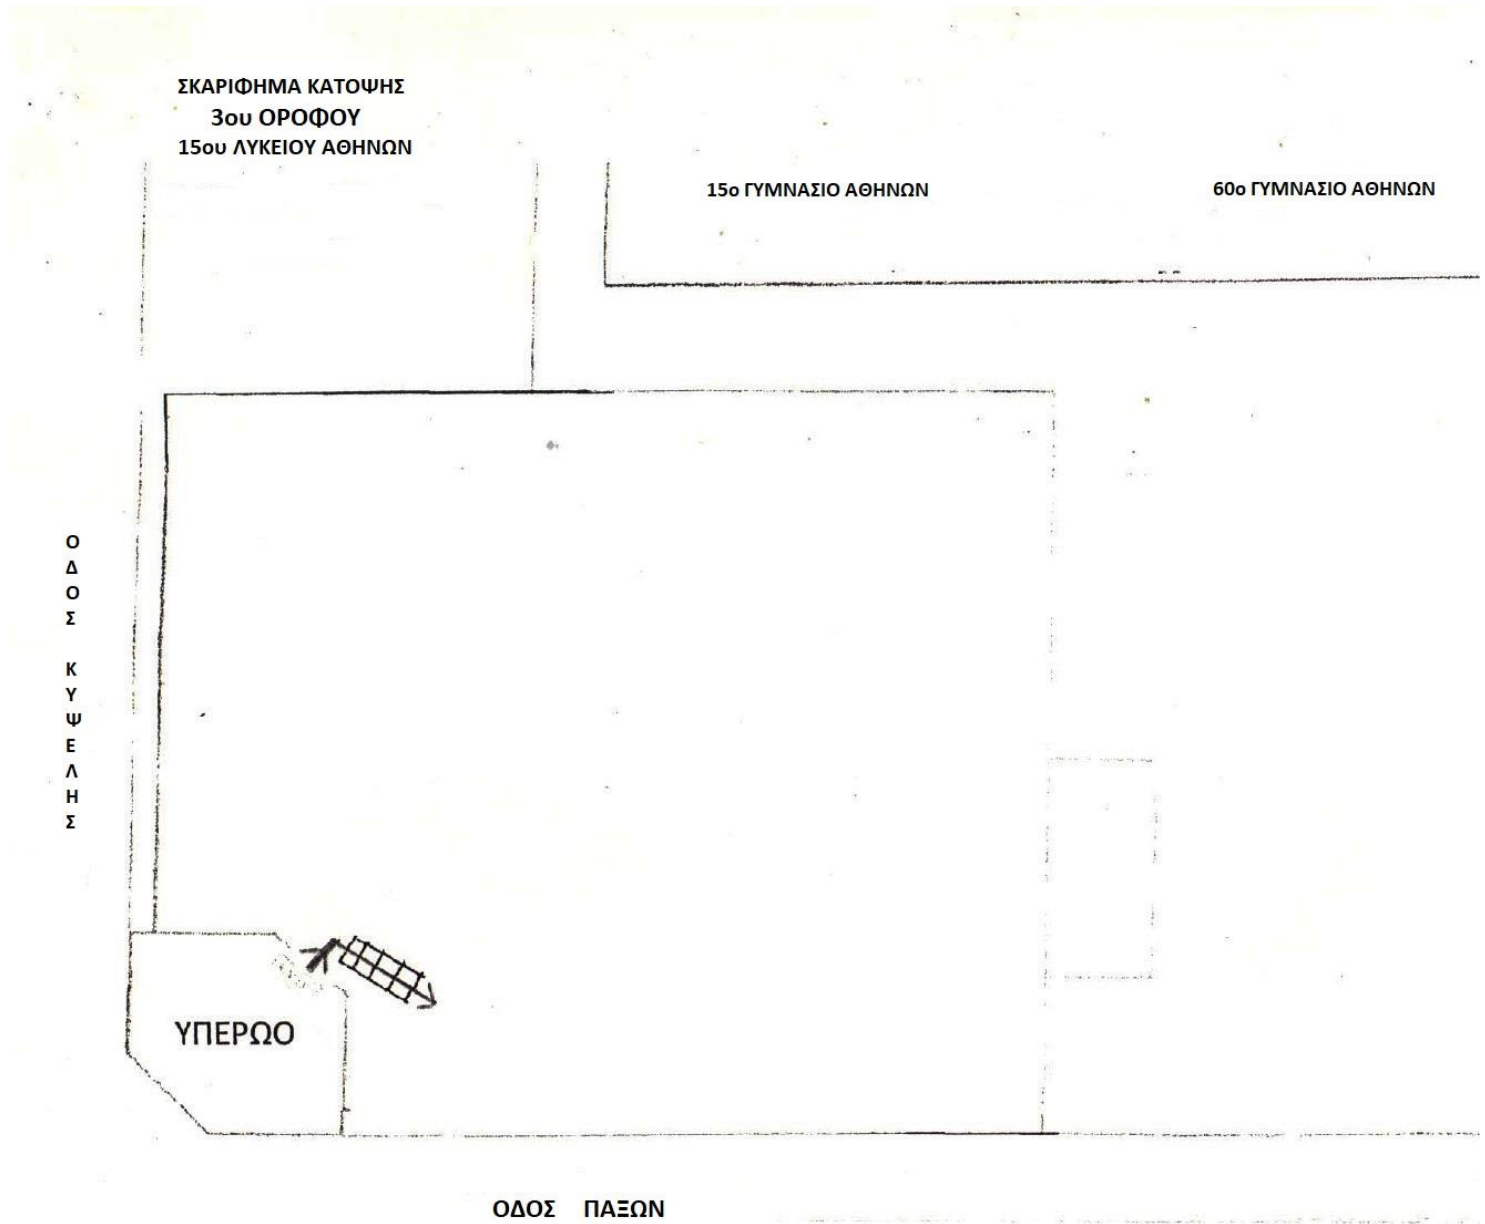 ΣΚΑΡΙΦΗΜΑ ΚΑΤΟΨΗΣ
3ου ΟΡΟΦΟΥ
15ου ΛΥΚΕΙΟΥ ΑΘΗΝΩΝ
15ο ΓΥΜΝΑΣΙΟ ΑΘΗΝΩΝ
60ο ΓΥΜΝΑΣΙΟ ΑΘΗΝΩΝ
ΟΔΟΣ ΚΥΨΕΛΗΣ
ΥΠΕΡΩΟ
ΟΔΟΣ ΠΑΞΩΝ